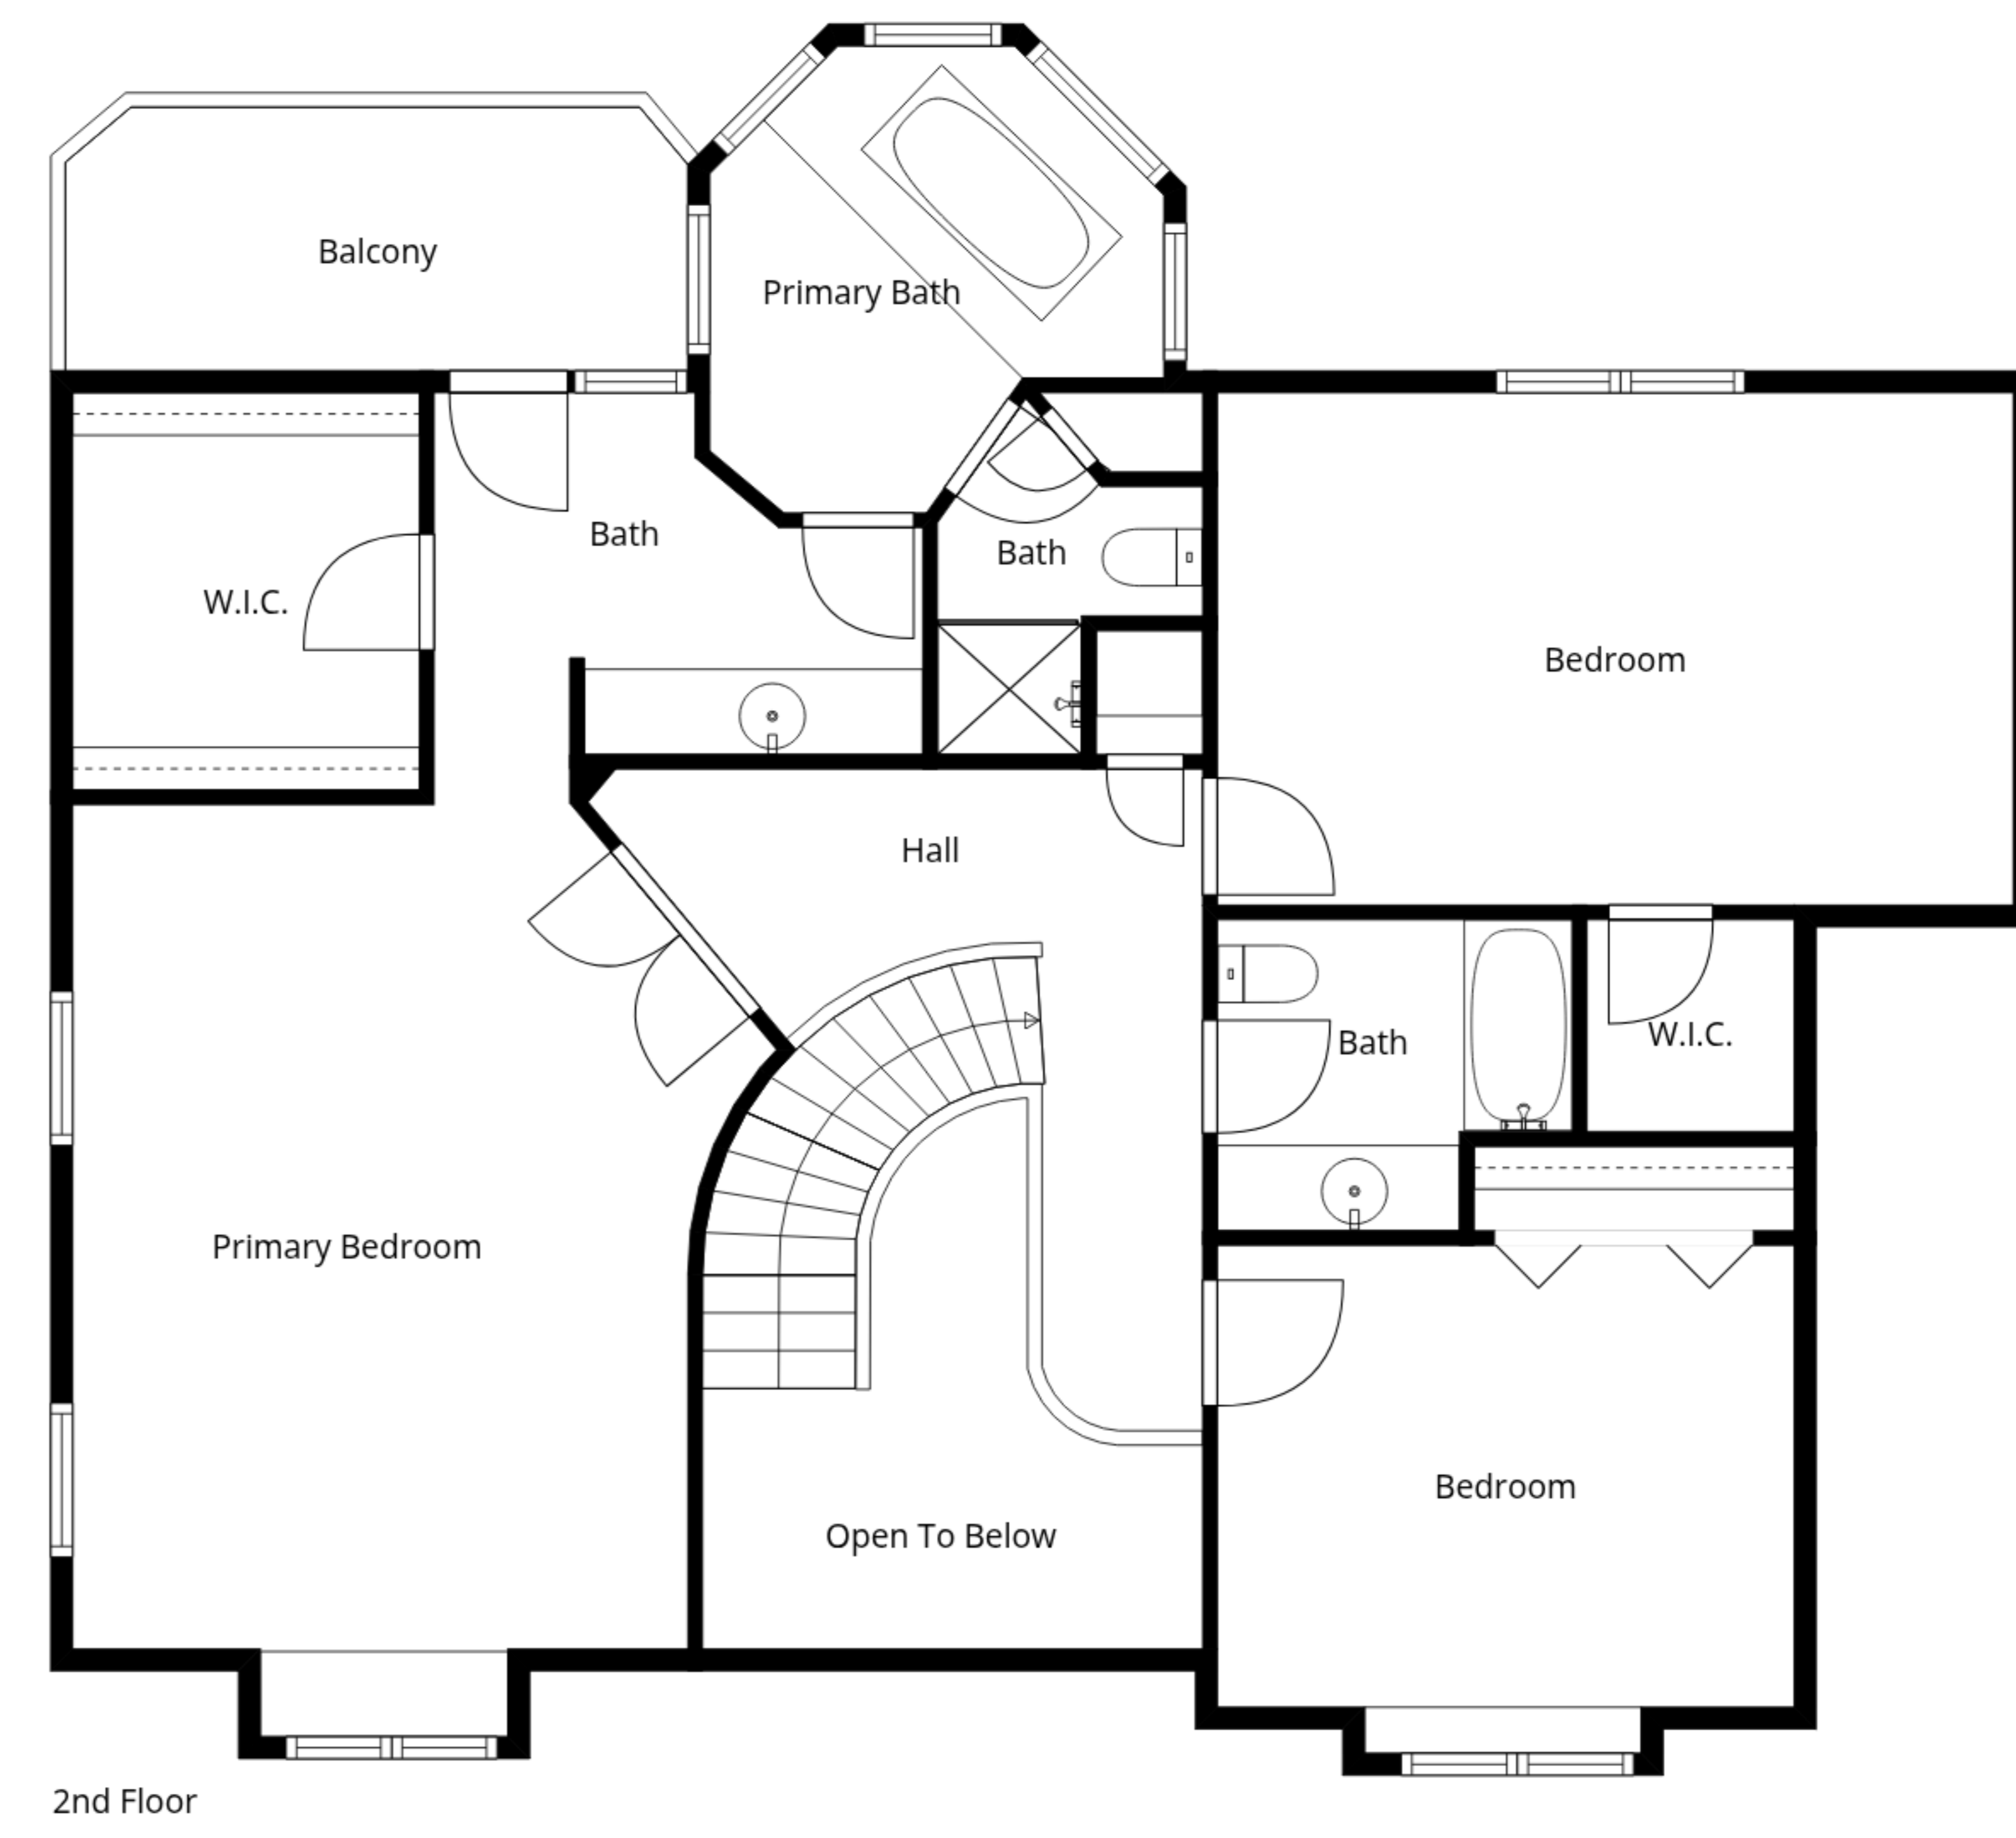 Balcony
Primary Bath
Bath
Bath
W.I.C.
Bedroom
Hall
W.I.C.
Bath
Primary Bedroom
Bedroom
Open To Below
2nd Floor